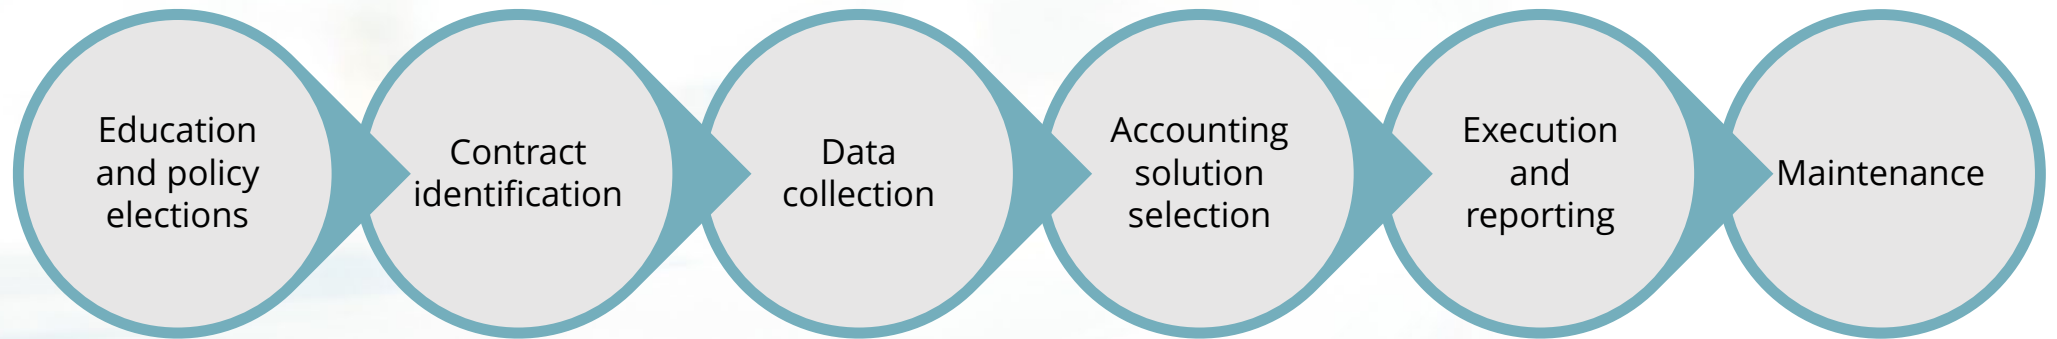 Education
and policy
elections
Contract
identification
Data
collection
Accounting
solution
selection
Execution
and
reporting
Maintenance